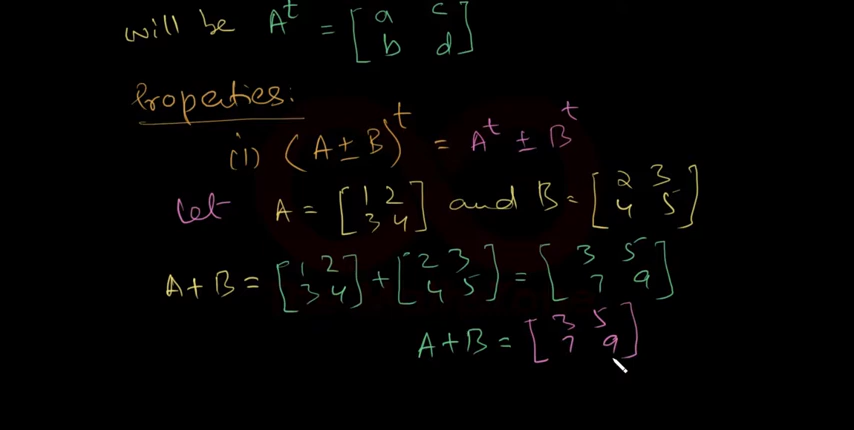 will be A^t = [a c
b d]
Properties:
(i) (A ± B)^t = A^t ± B^t
Let A = [1 2
3 4] and B = [2 3
4 5]
A + B = [1 2
3 4] + [2 3
4 5] = [3 5
7 9]
A + B = [3 5
7 9]